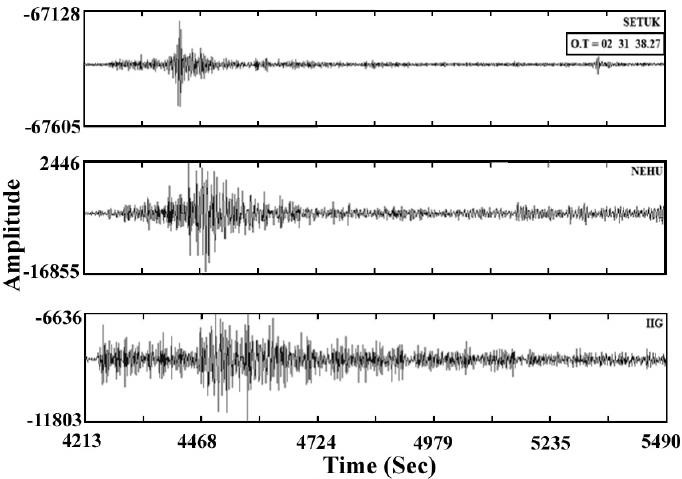 -67128
SETUK
O.T = 02 31 38.27
-67605
2446
NEHU
Amplitude
-16855
-6636
IIG
-11803
4213 4468 4724 4979 5235 5490
Time (Sec)